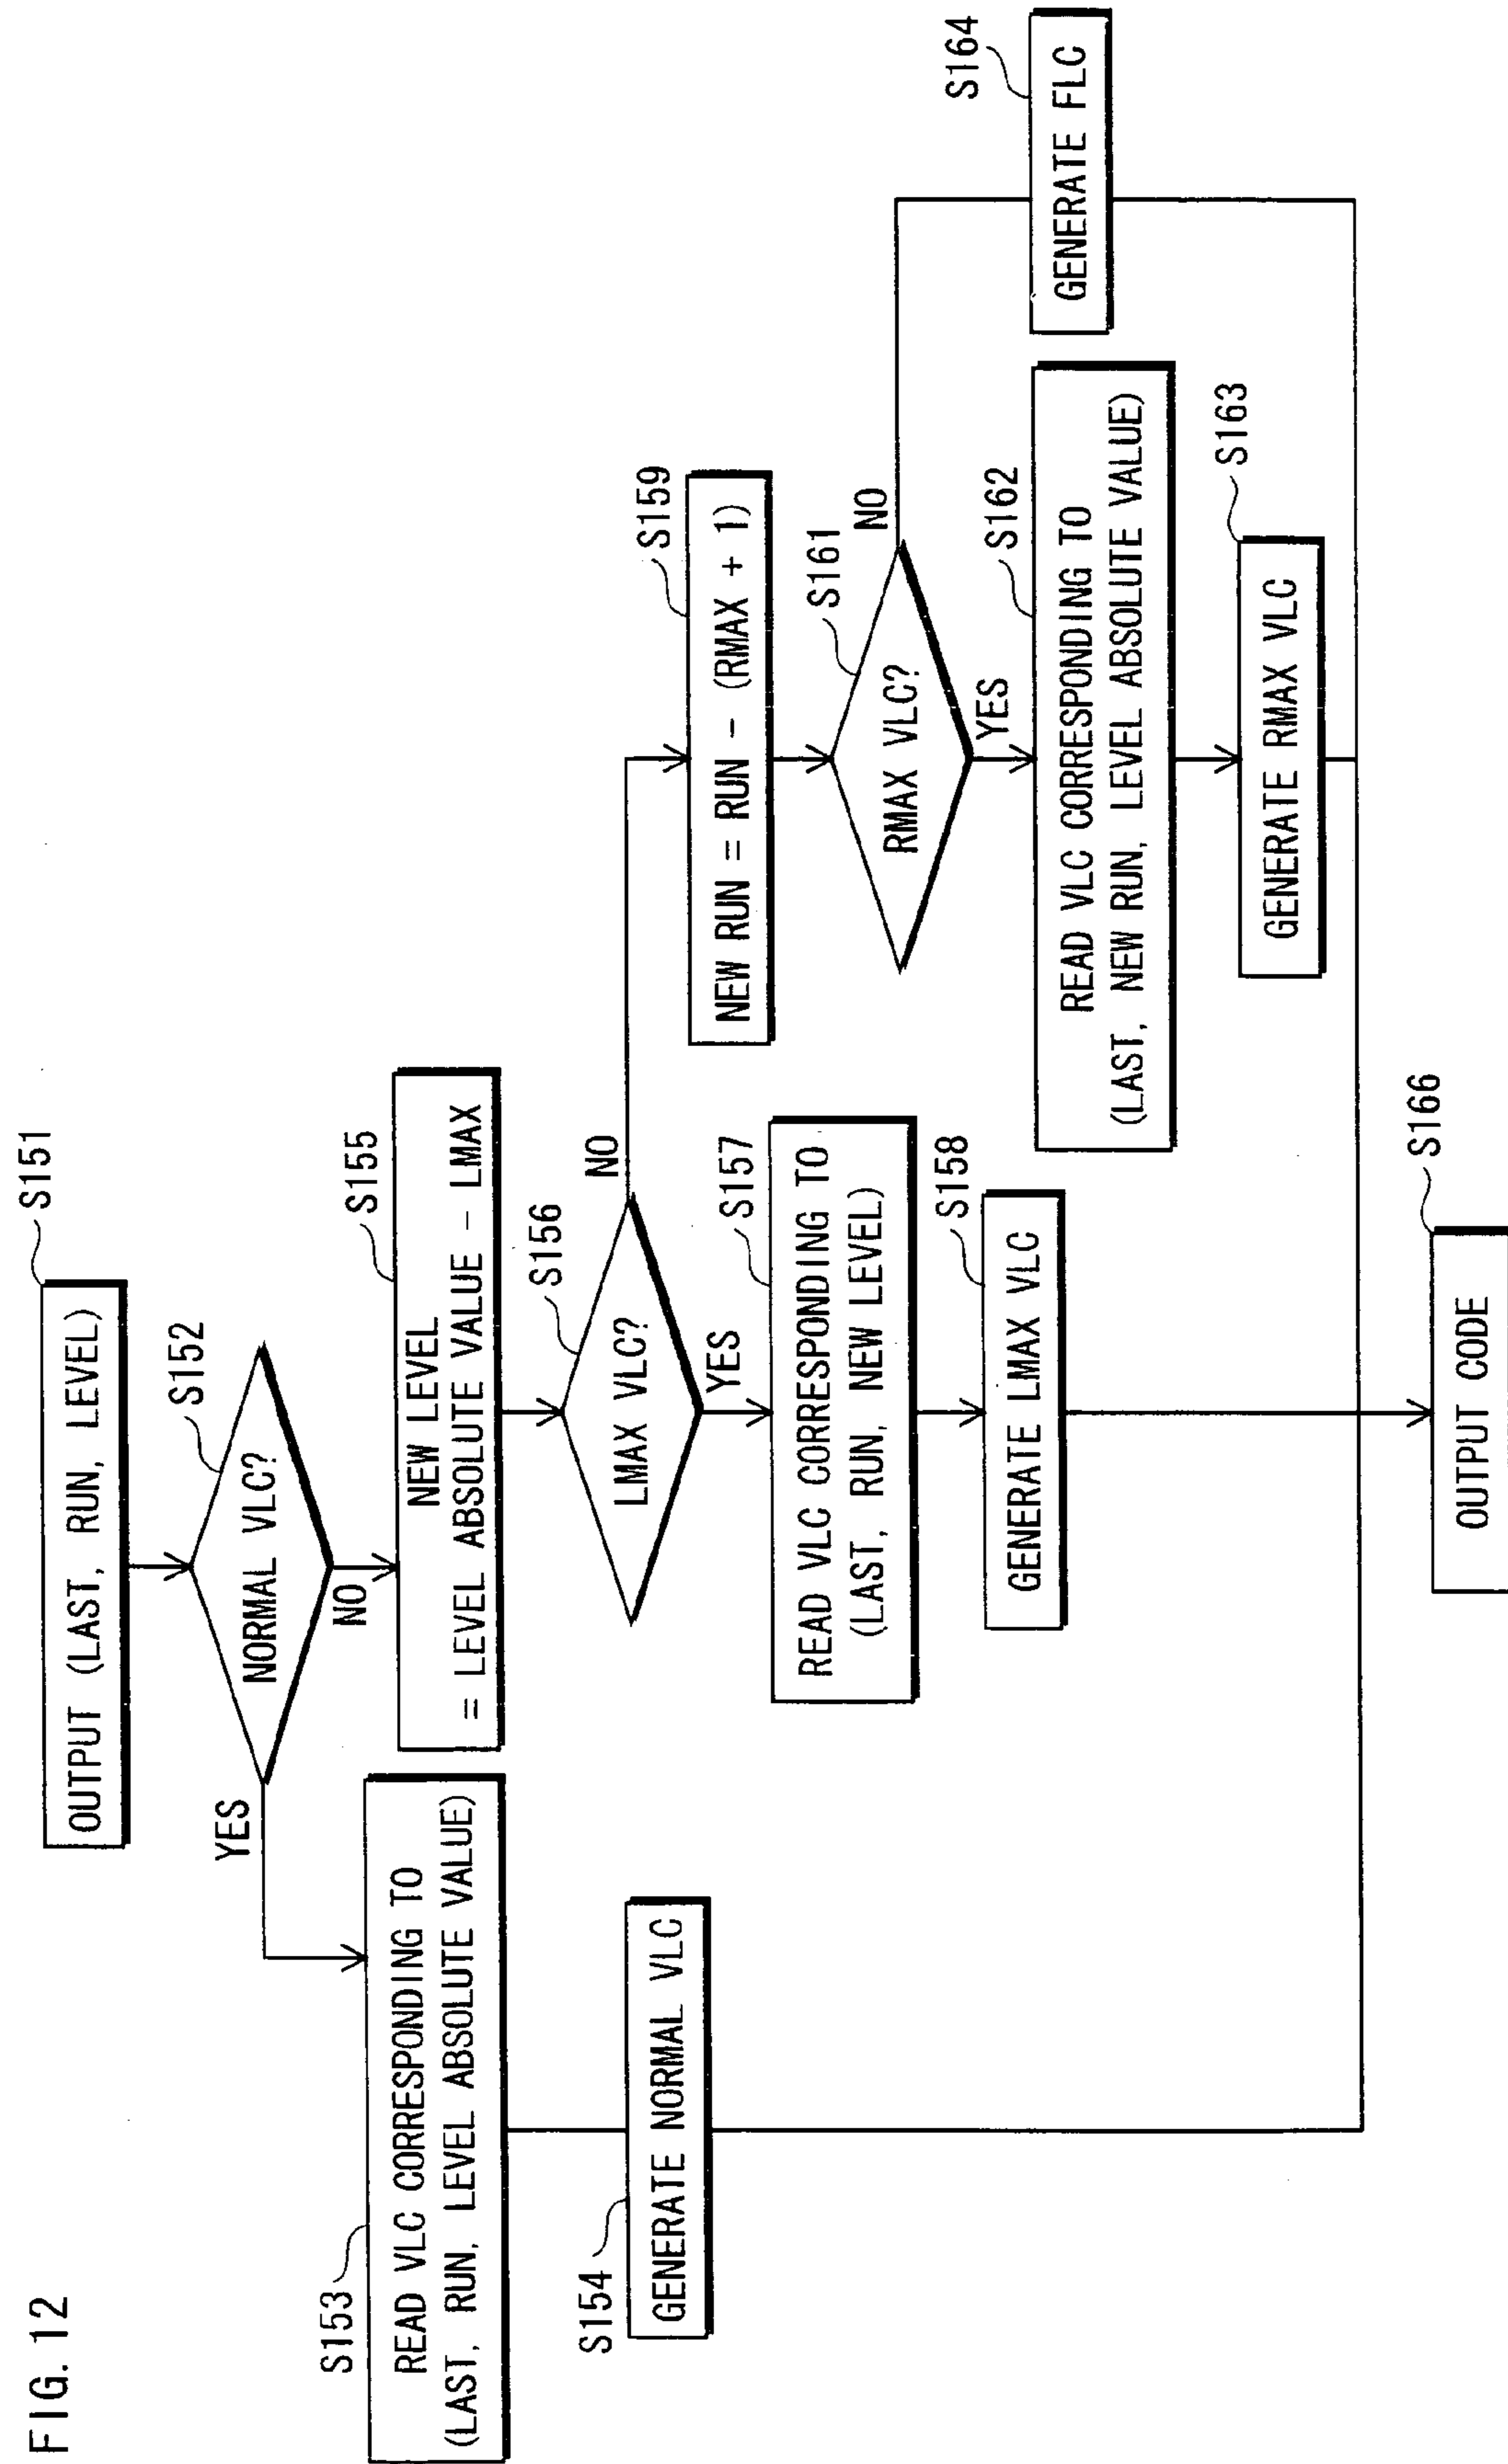 FIG. 12
OUTPUT (LAST, RUN, LEVEL)
S151
NORMAL VLC?
S152
YES
NO
READ VLC CORRESPONDING TO
(LAST, RUN, LEVEL ABSOLUTE VALUE)
S153
GENERATE NORMAL VLC
S154
NEW LEVEL
= LEVEL ABSOLUTE VALUE - LMAX
S155
LMAX VLC?
S156
NO
YES
READ VLC CORRESPONDING TO
(LAST, RUN, NEW LEVEL)
S157
GENERATE LMAX VLC
S158
NEW RUN = RUN - (RMAX + 1)
S159
RMAX VLC?
S161
NO
YES
READ VLC CORRESPONDING TO
(LAST, NEW RUN, LEVEL ABSOLUTE VALUE)
S162
GENERATE RMAX VLC
S163
GENERATE FLC
S164
OUTPUT CODE
S166